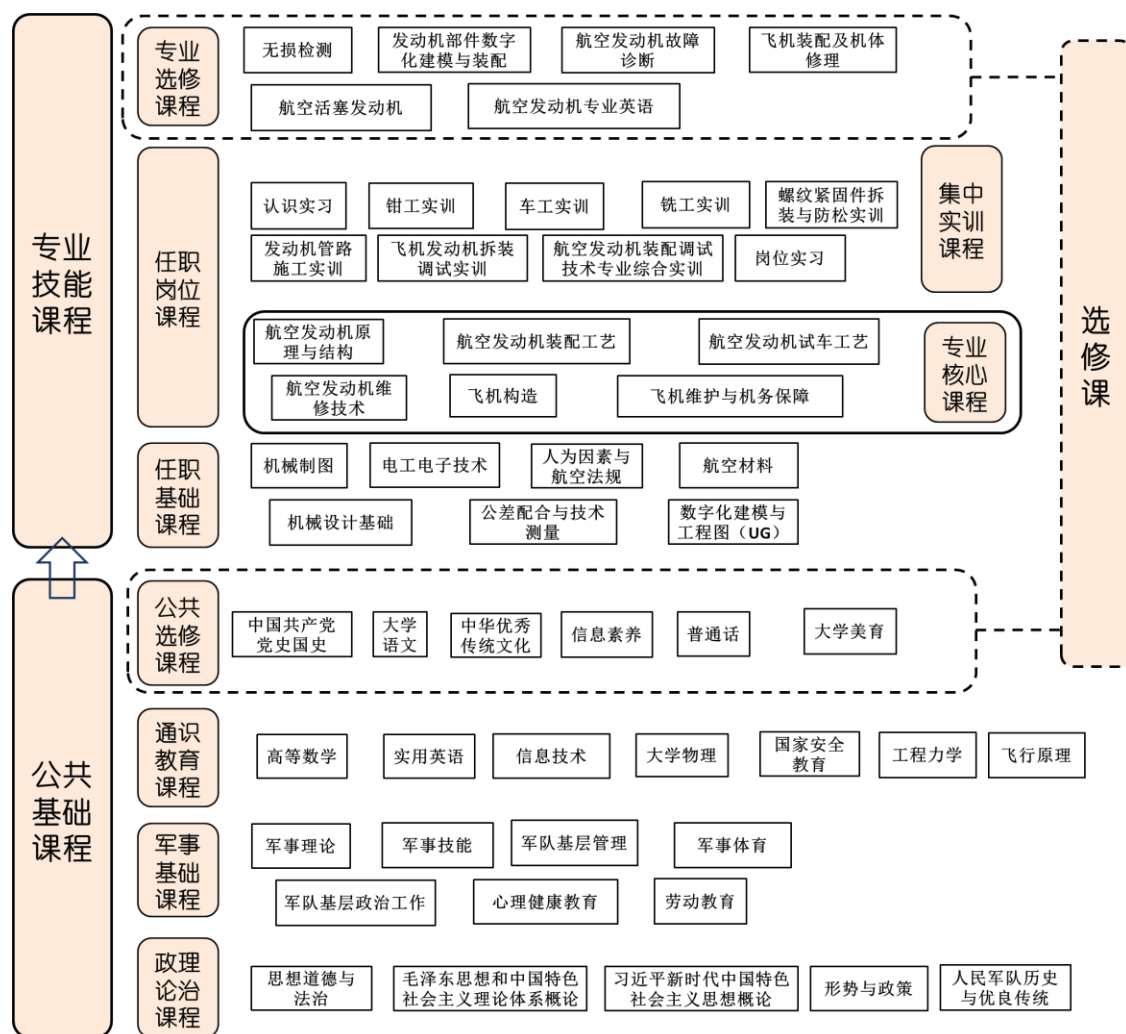 专业
选修
课程
无损检测
发动机部件数字
化建模与装配
航空发动机故障
诊断
飞机装配及机体
修理
航空活塞发动机
航空发动机专业英语
专业
技能
课程
任职
岗位
课程
认识实习
钳工实训
车工实训
铣工实训
螺纹紧固件拆
装与防松实训
发动机管路
施工实训
飞机发动机拆装
调试实训
航空发动机装配调试
技术专业综合实训
岗位实习
集中
实训
课程
航空发动机原
理与结构
航空发动机装配工艺
航空发动机试车工艺
航空发动机维
修技术
飞机构造
飞机维护与机务保障
专业
核心
课程
选
修
课
任职
基础
课程
机械制图
电工电子技术
人为因素与
航空法规
航空材料
机械设计基础
公差配合与技术
测量
数字化建模与
工程图（UG）
公共
基础
课程
公共
选修
课程
中国共产党
党史国史
大学
语文
中华优秀
传统文化
信息素养
普通话
大学美育
通识
教育
课程
高等数学
实用英语
信息技术
大学物理
国家安全
教育
工程力学
飞行原理
军事
基础
课程
军事理论
军事技能
军队基层管理
军事体育
军队基层政治工作
心理健康教育
劳动教育
政理
论治
课程
思想道德与
法治
毛泽东思想和中国特色
社会主义理论体系概论
习近平新时代中国特色
社会主义思想概论
形势与政策
人民军队历史
与优良传统